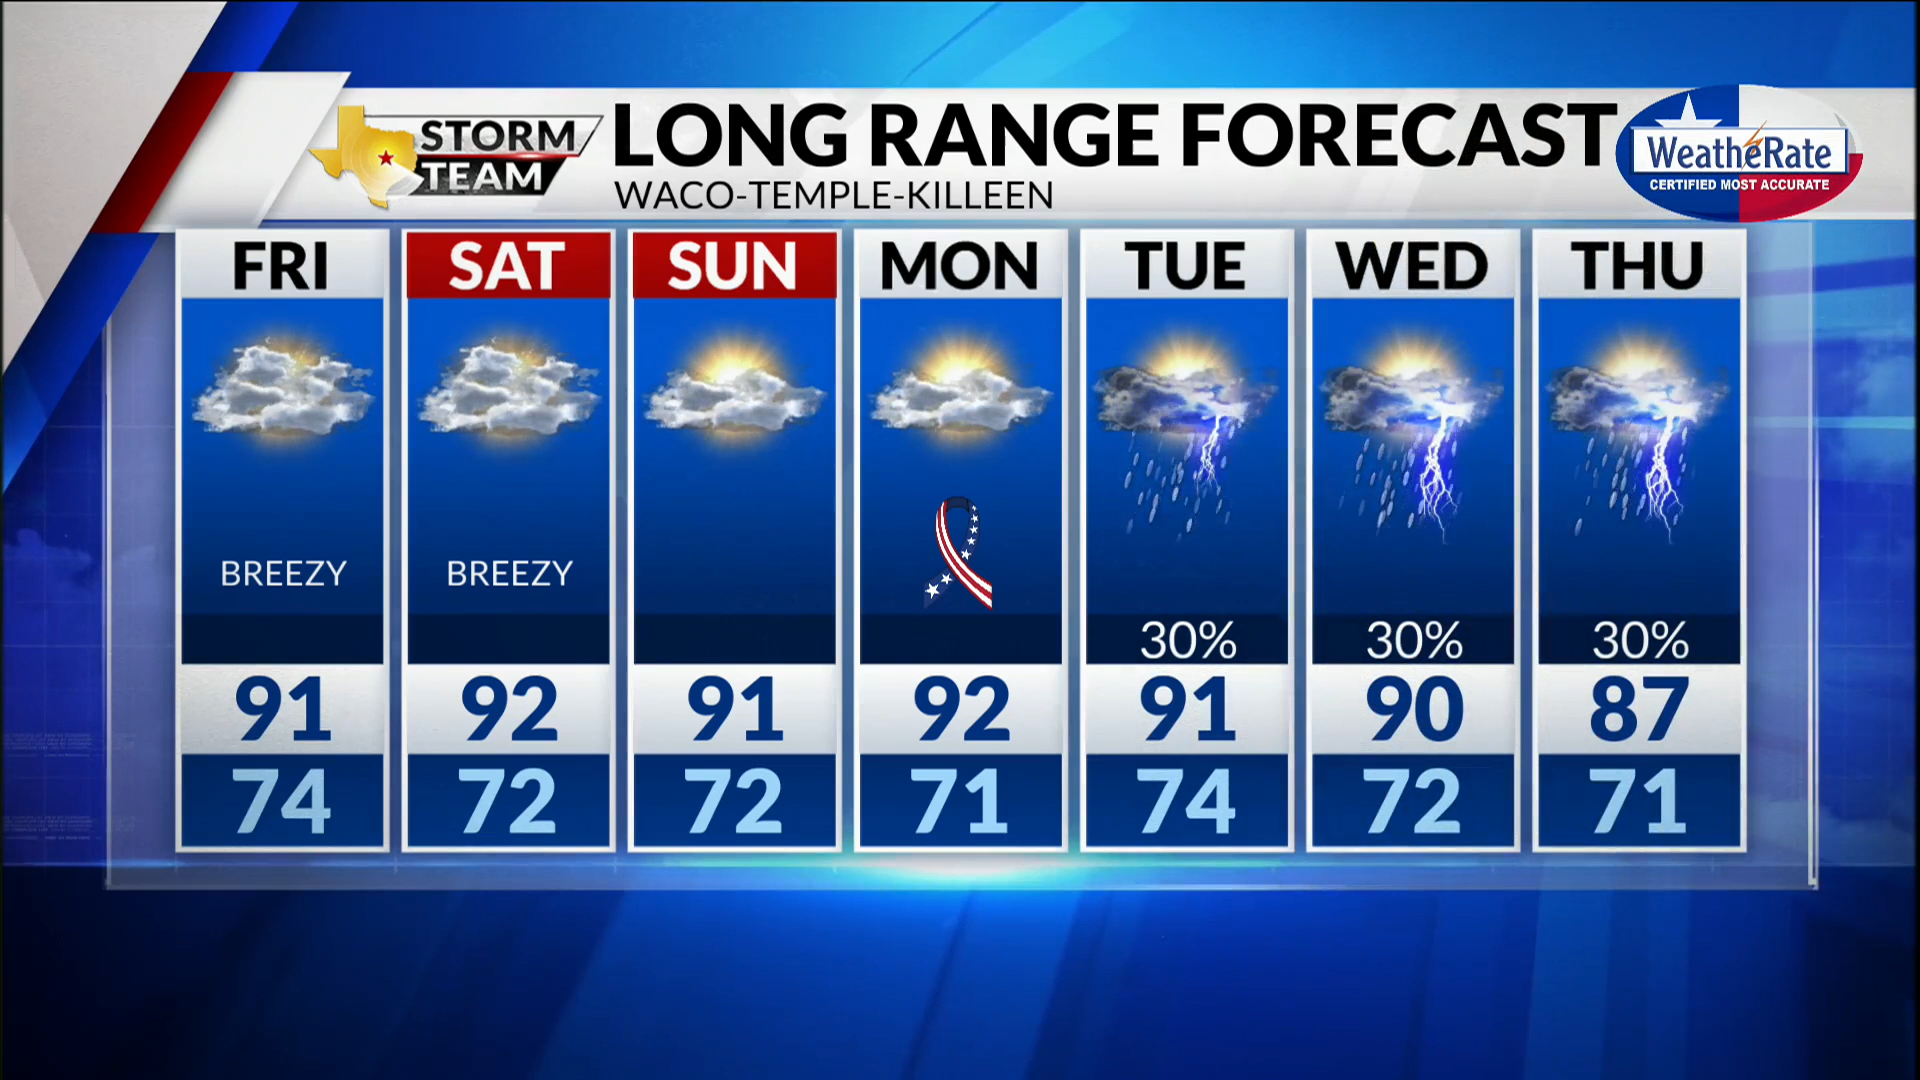 STORM
TEAM
LONG RANGE FORECAST
WACO-TEMPLE-KILLEEN
WeatheRate
CERTIFIED MOST ACCURATE
FRI SAT SUN MON TUE WED THU
BREEZY BREEZY
30% 30% 30%
91 92 91 92 91 90 87
74 72 72 71 74 72 71